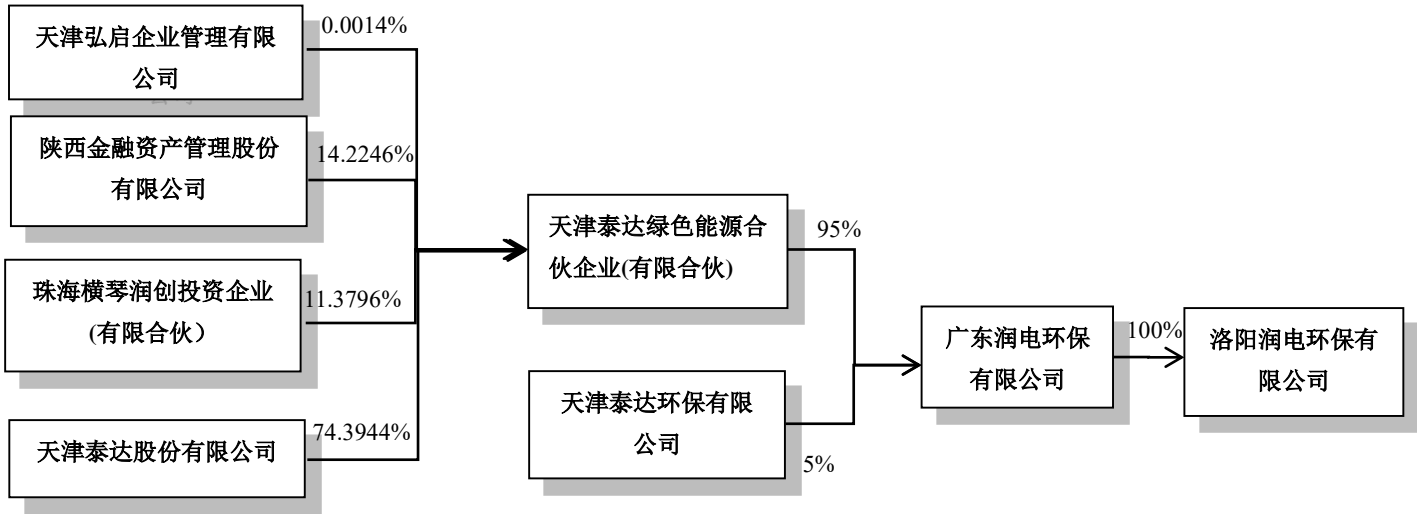 天津弘启企业管理有限
公司
0.0014%
陕西金融资产管理股份
有限公司
14.2246%
珠海横琴润创投资企业
(有限合伙）
11.3796%
天津泰达股份有限公司
74.3944%
天津泰达绿色能源合
伙企业(有限合伙)
95%
天津泰达环保有限
公司
5%
广东润电环保
有限公司
100%
洛阳润电环保有
限公司